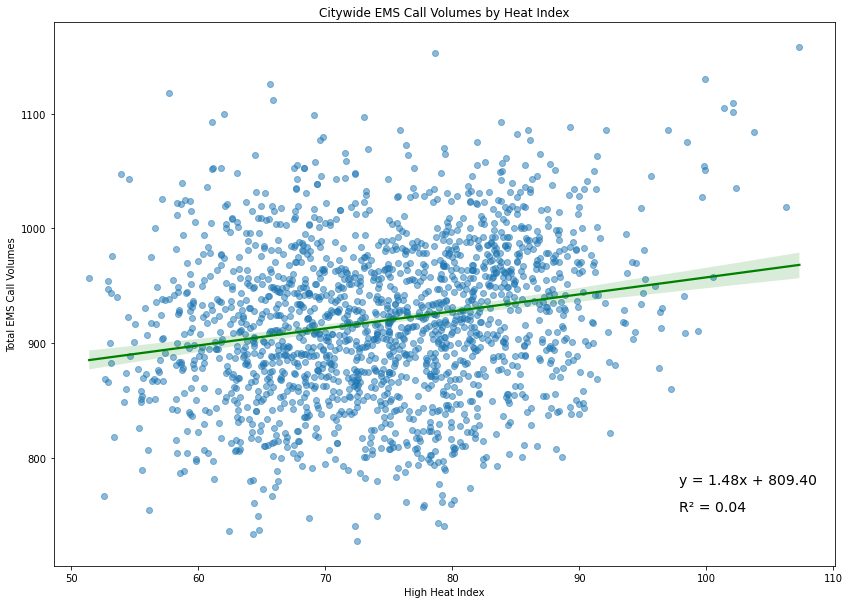 Citywide EMS Call Volumes by Heat Index
Total EMS Call Volumes
1100
1000
900
800
y = 1.48x + 809.40
R² = 0.04
50 60 70 80 90 100 110
High Heat Index